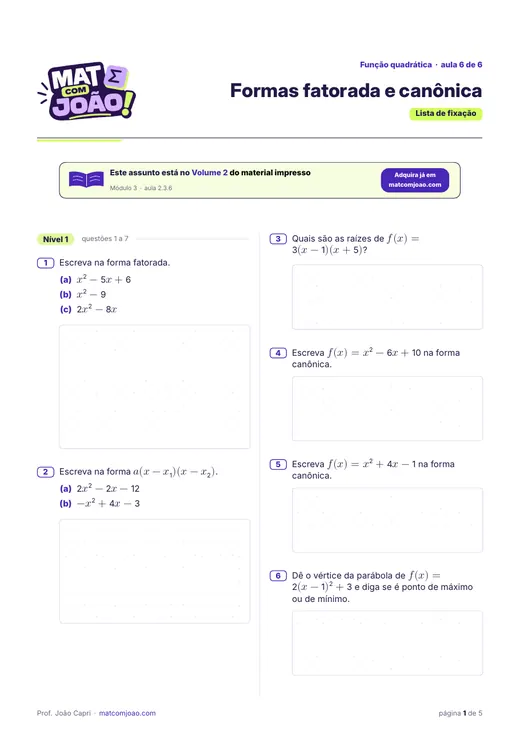 MAT
COM
JOÃO!
Σ
Função quadrática · aula 6 de 6
Formas fatorada e canônica
Lista de fixação
Este assunto está no Volume 2 do material impresso
Módulo 3 · aula 2.3.6
Adquira já em
matcomjoao.com
Nível 1 questões 1 a 7
1 Escreva na forma fatorada.
(a) x² − 5x + 6
(b) x² − 9
(c) 2x² − 8x
2 Escreva na forma a(x − x₁)(x − x₂).
(a) 2x² − 2x − 12
(b) −x² + 4x − 3
3 Quais são as raízes de f(x) =
3(x − 1)(x + 5)?
4 Escreva f(x) = x² − 6x + 10 na forma
canônica.
5 Escreva f(x) = x² + 4x − 1 na forma
canônica.
6 Dê o vértice da parábola de f(x) =
2(x − 1)² + 3 e diga se é ponto de máximo
ou de mínimo.
Prof. João Capri · matcomjoao.com
página 1 de 5